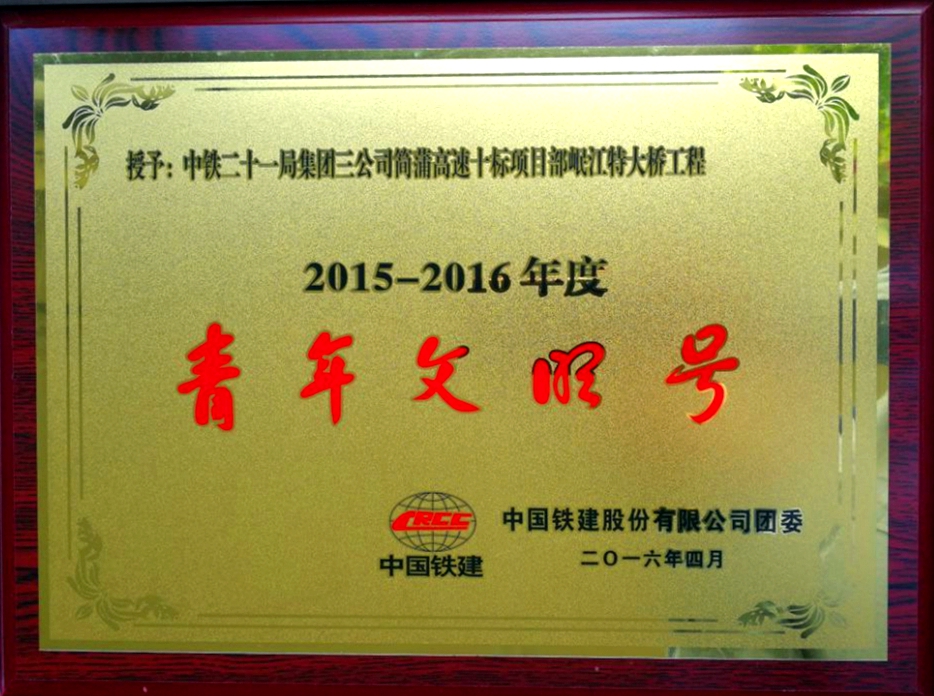 授予：中铁二十一局集团三公司简蒲高速十标项目部岷江特大桥工程
2015-2016年度
青年文明号
CRCC
中国铁建
中国铁建股份有限公司团委
二〇一六年四月